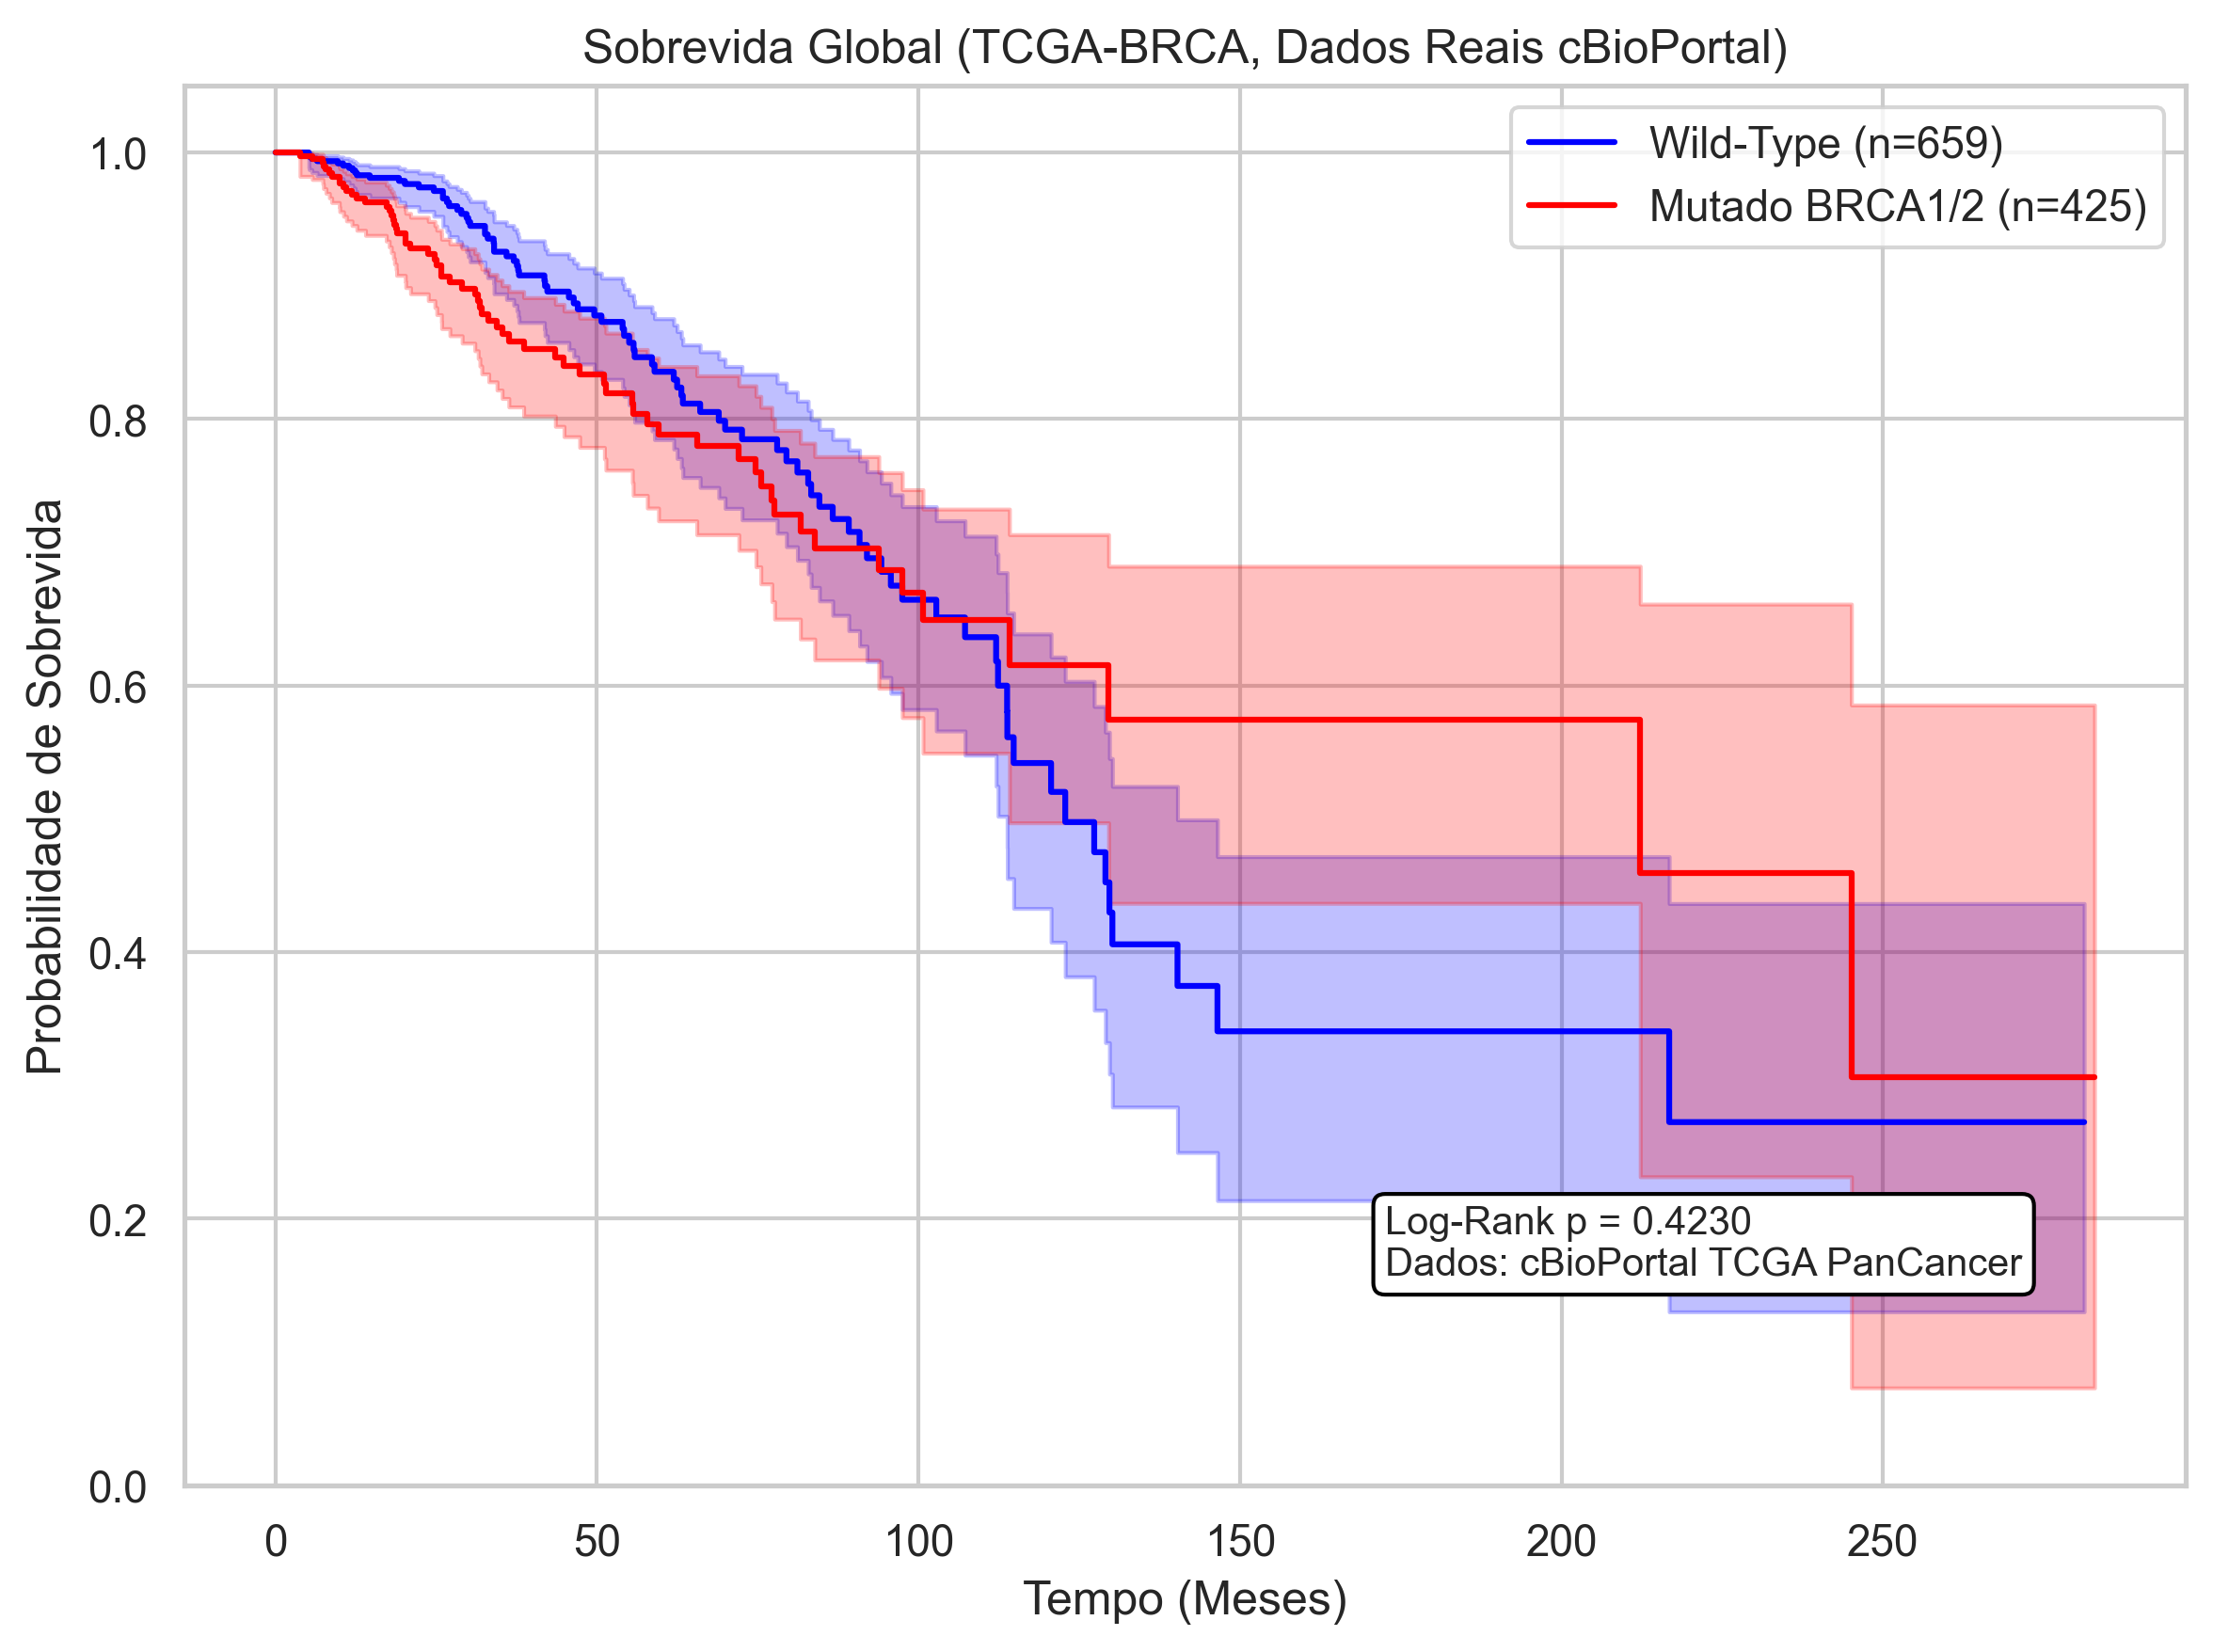 Sobrevida Global (TCGA-BRCA, Dados Reais cBioPortal)
Wild-Type (n=659)
Mutado BRCA1/2 (n=425)
Probabilidade de Sobrevida
1.0
0.8
0.6
0.4
0.2
0.0
Log-Rank p = 0.4230
Dados: cBioPortal TCGA PanCancer
0 50 100 150 200 250
Tempo (Meses)